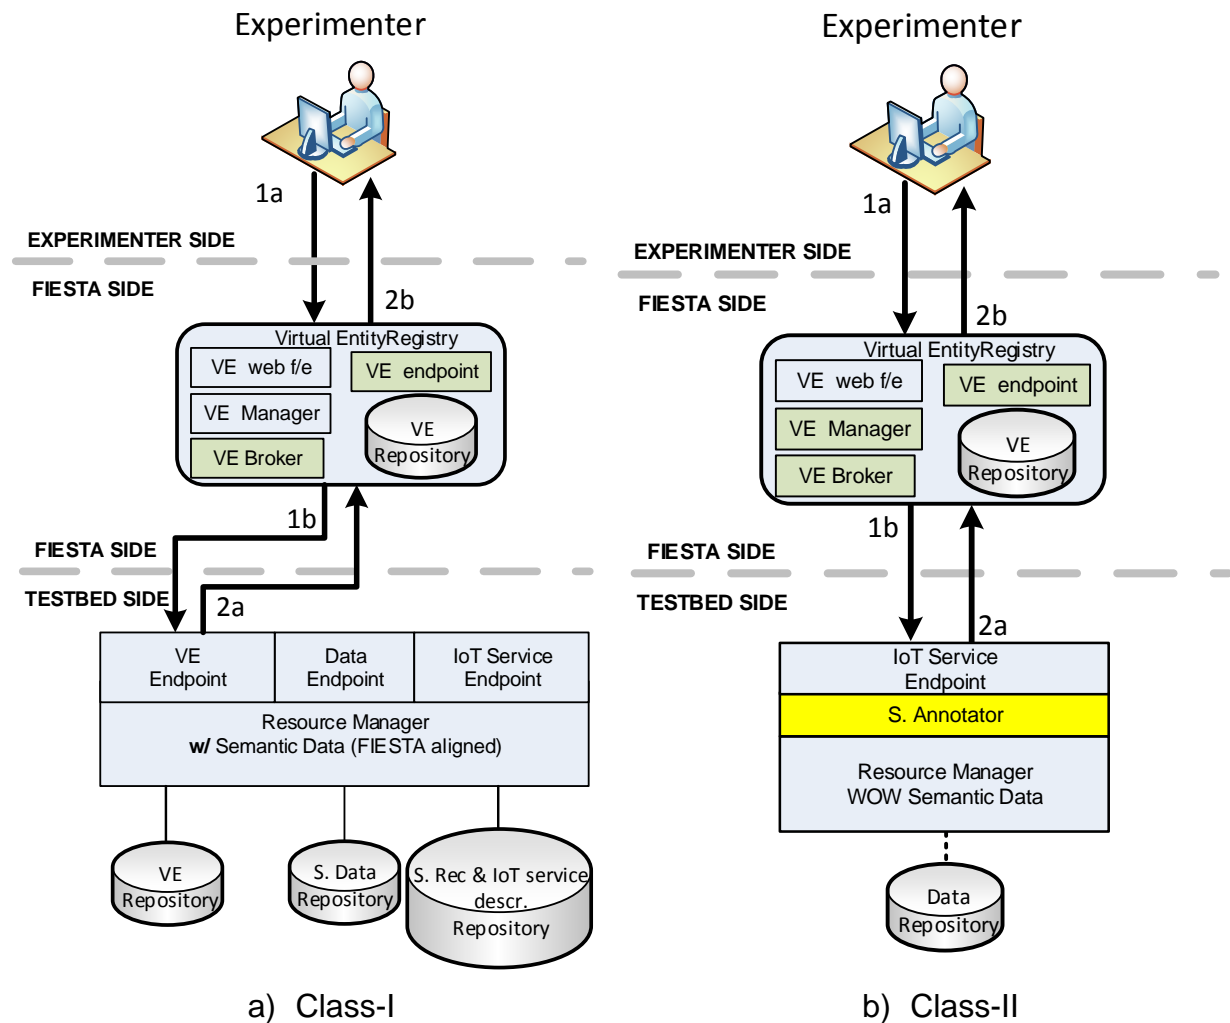 Experimenter
1a
EXPERIMENTER SIDE
FIESTA SIDE
2b
Virtual EntityRegistry
VE web f/e
VE endpoint
VE Manager
VE
Repository
VE Broker
1b
FIESTA SIDE
TESTBED SIDE
2a
VE
Endpoint
Data
Endpoint
IoT Service
Endpoint
Resource Manager
w/ Semantic Data (FIESTA aligned)
VE
Repository
S. Data
Repository
S. Rec & IoT service
descr.
Repository
a) Class-I
Experimenter
1a
EXPERIMENTER SIDE
FIESTA SIDE
2b
Virtual EntityRegistry
VE web f/e
VE endpoint
VE Manager
VE
Repository
VE Broker
1b
FIESTA SIDE
TESTBED SIDE
2a
IoT Service
Endpoint
S. Annotator
Resource Manager
WOW Semantic Data
Data
Repository
b) Class-II